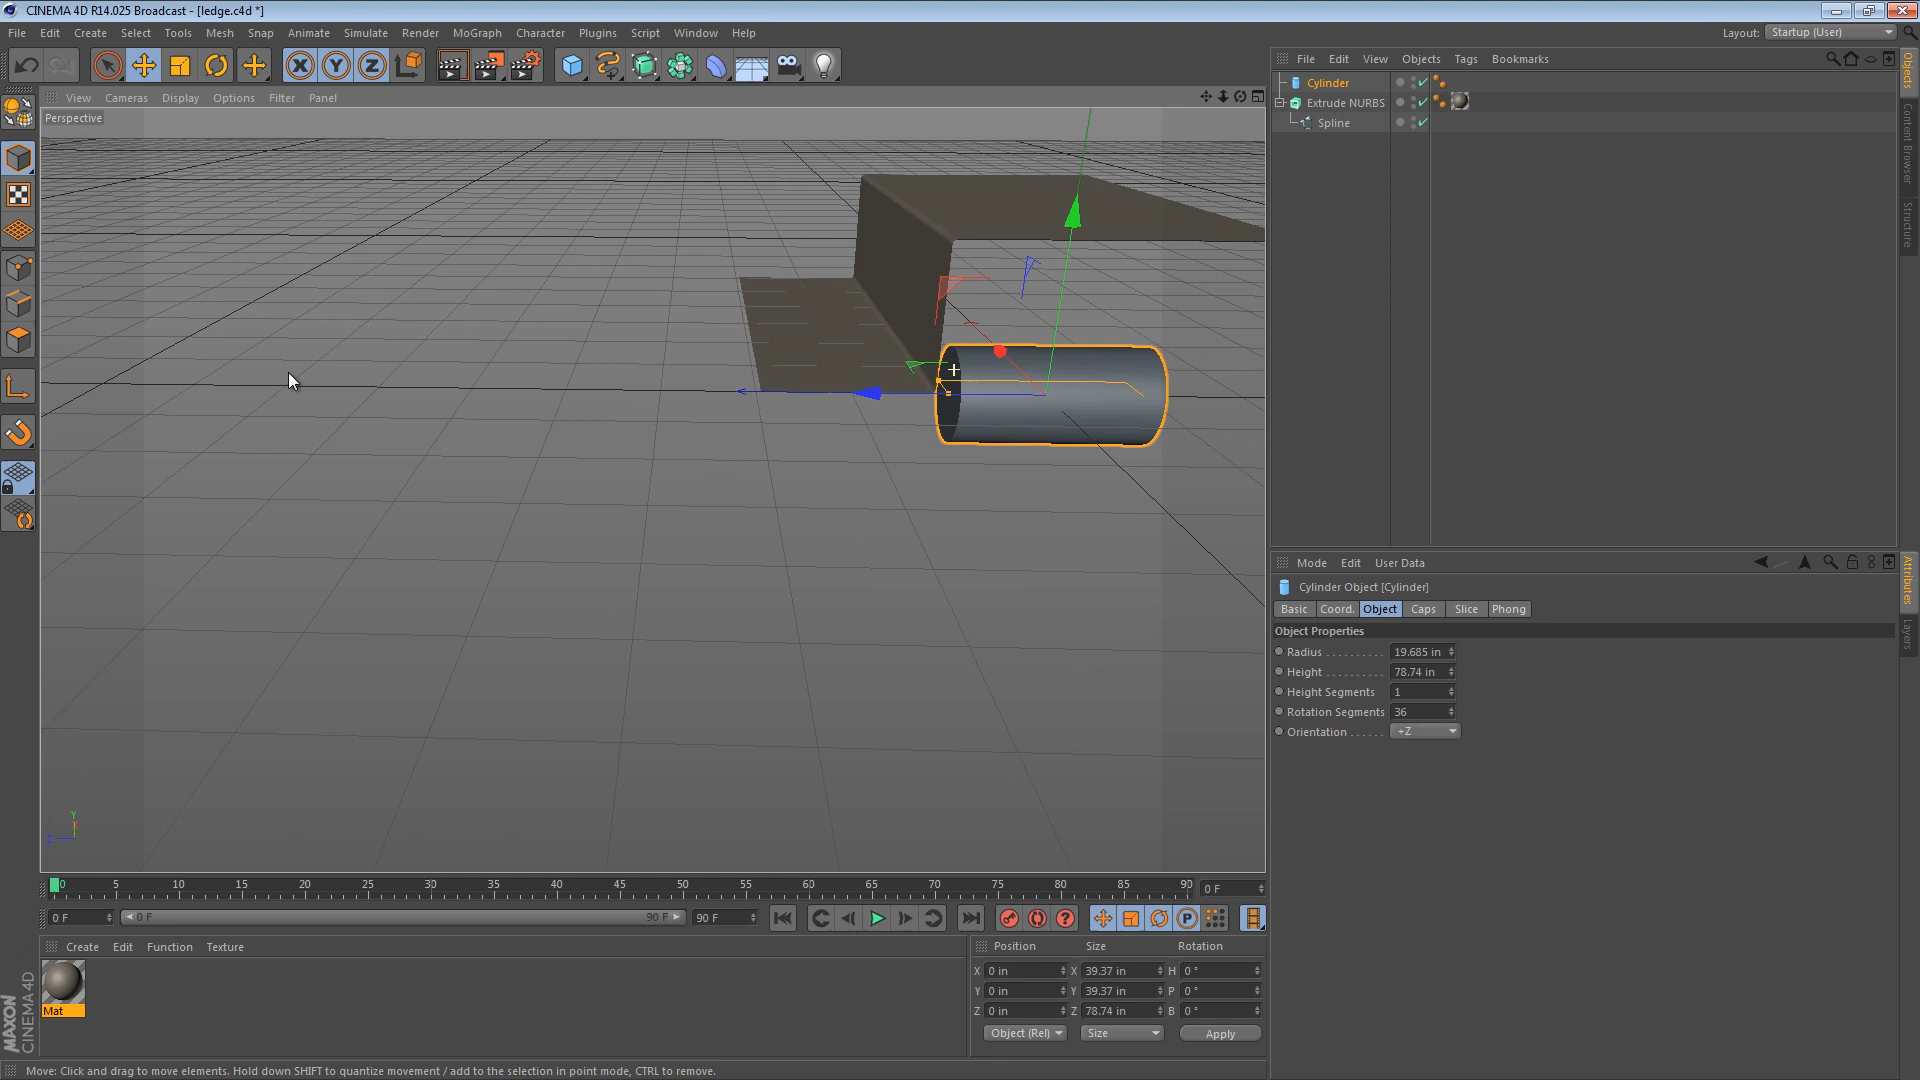 CINEMA 4D R14.025 Broadcast - [ledge.c4d *]
File Edit Create Select Tools Mesh Snap Animate Simulate Render MoGraph Character Plugins Script Window Help
Layout: Startup (User)
X Y Z
File Edit View Objects Tags Bookmarks
View Cameras Display Options Filter Panel
Perspective
Cylinder
Extrude NURBS
Spline
Objects
Content Browser
Structure
Mode Edit User Data
Cylinder Object [Cylinder]
Basic Coord. Object Caps Slice Phong
Object Properties
Radius . . . . . . . . . . 19.685 in
Height . . . . . . . . . . 78.74 in
Height Segments 1
Rotation Segments 36
Orientation . . . . . . +Z
Attributes
Layers
Y
Z
0 5 10 15 20 25 30 35 40 45 50 55 60 65 70 75 80 85 90
0 F
0 F 0 F 90 F 90 F
P
Create Edit Function Texture
Mat
MAXON
CINEMA 4D
Position Size Rotation
X 0 in X 39.37 in H 0 °
Y 0 in Y 39.37 in P 0 °
Z 0 in Z 78.74 in B 0 °
Object (Rel) Size Apply
Move: Click and drag to move elements. Hold down SHIFT to quantize movement / add to the selection in point mode, CTRL to remove.